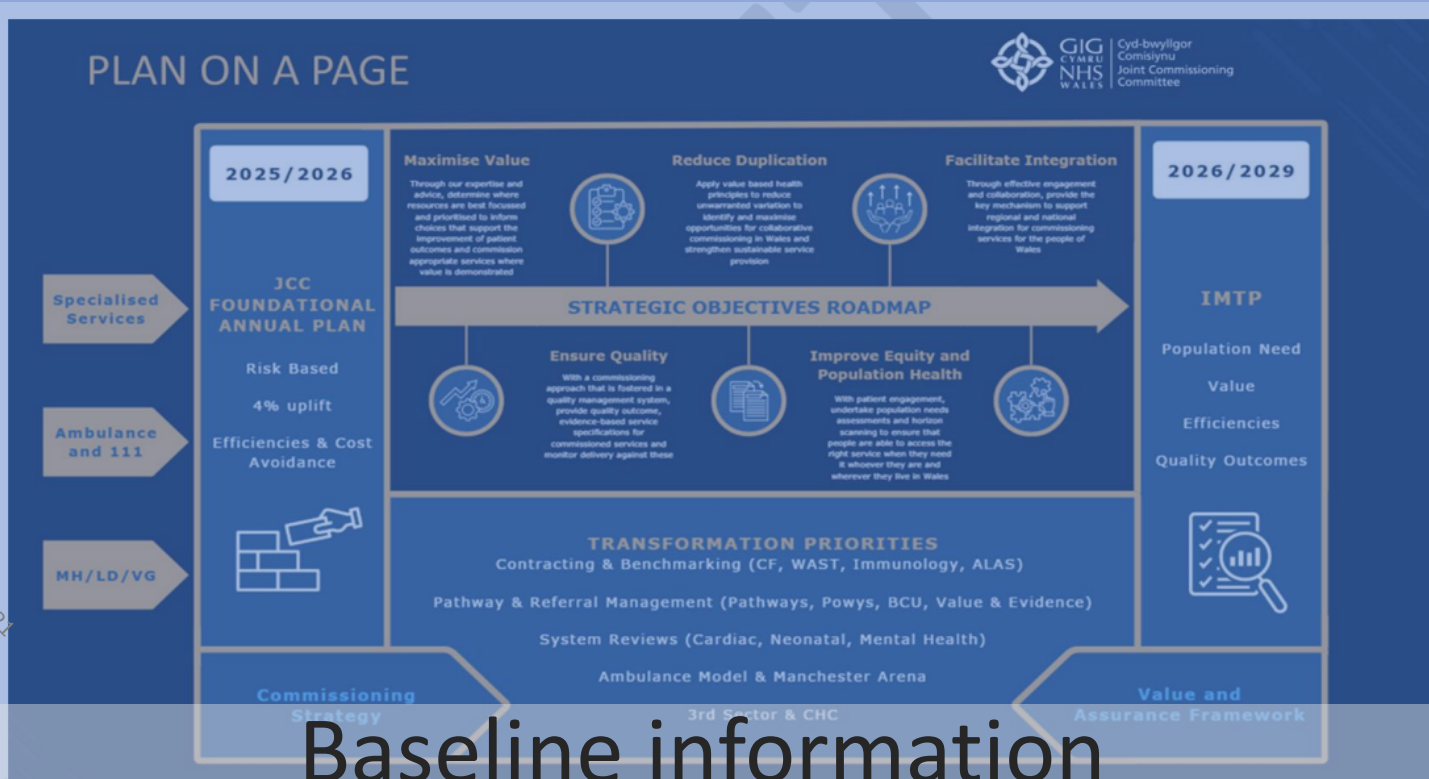 PLAN ON A PAGE
GIG
CYMRU
NHS
WALES
Cyd-bwyllgor
Comisiynu
Joint Commissioning
Committee
2025/2026
JCC
FOUNDATIONAL
ANNUAL PLAN
Risk Based
4% uplift
Efficiencies & Cost
Avoidance
Specialised
Services
Ambulance
and 111
MH/LD/VG
Maximise Value
Through our expertise and
advice, determine where
resources are best focussed
and prioritised to inform
choices that support the
improvement of patient
outcomes and commission
appropriate services where
value is demonstrated
Reduce Duplication
Apply value based health
principles to reduce
unwarranted variation to
identify and maximise
opportunities for collaborative
commissioning in Wales and
strengthen sustainable service
provision
Facilitate Integration
Through effective engagement
and collaboration, provide the
key mechanism to support
regional and national
integration for commissioning
services for the people of
Wales
STRATEGIC OBJECTIVES ROADMAP
Ensure Quality
With a commissioning
approach that is fostered in a
quality management system,
provide quality outcome,
evidence-based service
specifications for
commissioned services and
monitor delivery against these
Improve Equity and
Population Health
With patient engagement,
undertake population needs
assessments and horizon
scanning to ensure that
people are able to access the
right service when they need
it whoever they are and
wherever they live in Wales
2026/2029
IMTP
Population Need
Value
Efficiencies
Quality Outcomes
TRANSFORMATION PRIORITIES
Contracting & Benchmarking (CF, WAST, Immunology, ALAS)
Pathway & Referral Management (Pathways, Powys, BCU, Value & Evidence)
System Reviews (Cardiac, Neonatal, Mental Health)
Ambulance Model & Manchester Arena
3rd Sector & CHC
Commissioning
Strategy
Value and
Assurance Framework
Baseline information